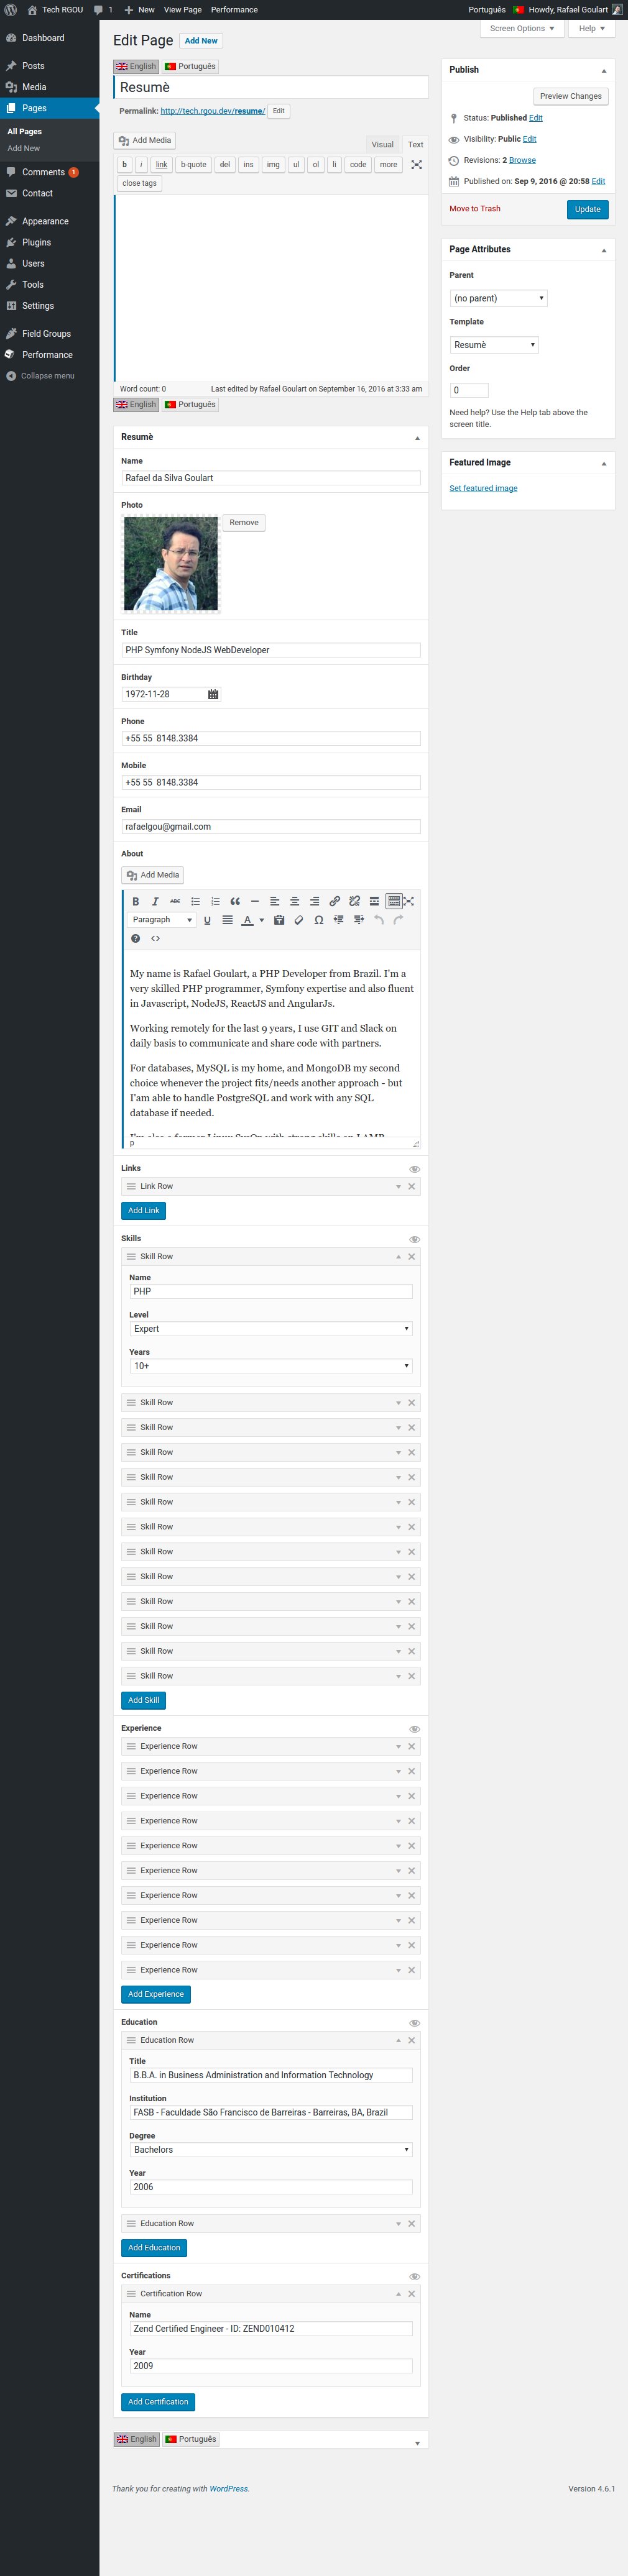 Tech RGOU 1 New View Page Performance Português Howdy, Rafael Goulart
Screen Options Help
Dashboard
Posts
Media
Pages
All Pages
Add New
Comments 1
Contact
Appearance
Plugins
Users
Tools
Settings
Field Groups
Performance
Collapse menu
Edit Page Add New
English Português
Resumè
Permalink: http://tech.rgou.dev/resume/ Edit
Add Media Visual Text
b i link b-quote del ins img ul ol li code more
close tags
Word count: 0 Last edited by Rafael Goulart on September 16, 2016 at 3:33 am
English Português
Resumè
Name
Rafael da Silva Goulart
Photo
Remove
Title
PHP Symfony NodeJS WebDeveloper
Birthday
1972-11-28
Phone
+55 55 8148.3384
Mobile
+55 55 8148.3384
Email
rafaelgou@gmail.com
About
Add Media
B I ABC
Paragraph U A Ω
My name is Rafael Goulart, a PHP Developer from Brazil. I'm a
very skilled PHP programmer, Symfony expertise and also fluent
in Javascript, NodeJS, ReactJS and AngularJs.
Working remotely for the last 9 years, I use GIT and Slack on
daily basis to communicate and share code with partners.
For databases, MySQL is my home, and MongoDB my second
choice whenever the project fits/needs another approach - but
I'am able to handle PostgreSQL and work with any SQL
database if needed.
p
Links
Link Row
Add Link
Skills
Skill Row
Name
PHP
Level
Expert
Years
10+
Skill Row
Skill Row
Skill Row
Skill Row
Skill Row
Skill Row
Skill Row
Skill Row
Skill Row
Skill Row
Skill Row
Skill Row
Add Skill
Experience
Experience Row
Experience Row
Experience Row
Experience Row
Experience Row
Experience Row
Experience Row
Experience Row
Experience Row
Experience Row
Add Experience
Education
Education Row
Title
B.B.A. in Business Administration and Information Technology
Institution
FASB - Faculdade São Francisco de Barreiras - Barreiras, BA, Brazil
Degree
Bachelors
Year
2006
Education Row
Add Education
Certifications
Certification Row
Name
Zend Certified Engineer - ID: ZEND010412
Year
2009
Add Certification
English Português
Publish
Preview Changes
Status: Published Edit
Visibility: Public Edit
Revisions: 2 Browse
Published on: Sep 9, 2016 @ 20:58 Edit
Move to Trash Update
Page Attributes
Parent
(no parent)
Template
Resumè
Order
0
Need help? Use the Help tab above the
screen title.
Featured Image
Set featured image
Thank you for creating with WordPress. Version 4.6.1